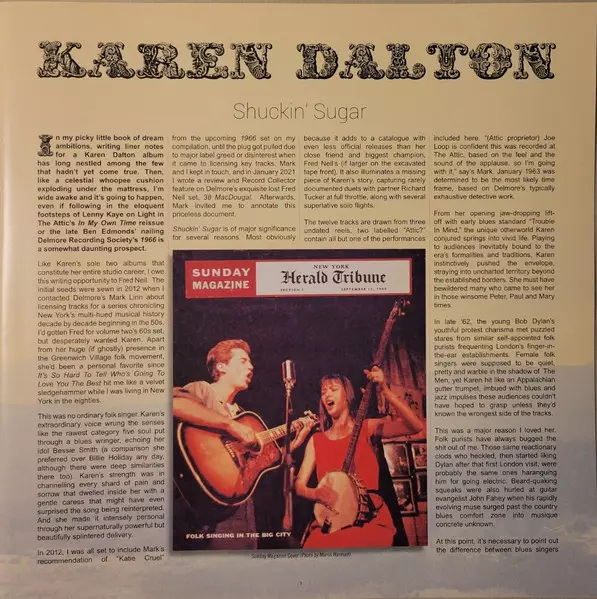 KAREN DALTON
Shuckin' Sugar
In my picky little book of dream
ambitions, writing liner notes
for a Karen Dalton album
has long nestled among the few
that hadn't yet come true. Then,
like a celestial whoopee cushion
exploding under the mattress, I'm
wide awake and it's going to happen,
even if following in the eloquent
footsteps of Lenny Kaye on Light in
The Attic's In My Own Time reissue
or the late Ben Edmonds' nailing
Delmore Recording Society's 1966 is
a somewhat daunting prospect.
Like Karen's sole two albums that
constitute her entire studio career, I owe
this writing opportunity to Fred Neil. The
initial seeds were sewn in 2012 when I
contacted Delmore's Mark Linn about
licensing tracks for a series chronicling
New York's multi-hued musical history
decade by decade beginning in the 60s.
I'd gotten Fred for volume two's 60s set,
but desperately wanted Karen. Apart
from her huge (if ghostly) presence in
the Greenwich Village folk movement,
she'd been a personal favorite since
It's So Hard To Tell Who's Going To
Love You The Best hit me like a velvet
sledgehammer while I was living in New
York in the eighties.
This was no ordinary folk singer. Karen's
extraordinary voice wrung the senses
like the rawest category five soul put
through a blues wringer, echoing her
idol Bessie Smith (a comparison she
preferred over Billie Holiday any day,
although there were deep similarities
there too). Karen's strength was in
channelling every shard of pain and
sorrow that dwelled inside her with a
gentle caress that might have even
surprised the song being reinterpreted.
And she made it intensely personal
through her supernaturally powerful but
beautifully splintered delivery.
In 2012, I was all set to include Mark's
recommendation of "Katie Cruel"
from the upcoming 1966 set on my
compilation, until the plug got pulled due
to major label greed or disinterest when
it came to licensing key tracks. Mark
and I kept in touch, and in January 2021
I wrote a review and Record Collector
feature on Delmore's exquisite lost Fred
Neil set, 38 MacDougal. Afterwards,
Mark invited me to annotate this
priceless document.
Shuckin' Sugar is of major significance
for several reasons. Most obviously
because it adds to a catalogue with
even less official releases than her
close friend and biggest champion,
Fred Neil's (if larger on the excavated
tape front). It also illuminates a missing
piece of Karen's story, capturing rarely
documented duets with partner Richard
Tucker at full throttle, along with several
superlative solo flights.
The twelve tracks are drawn from three
undated reels, two labelled "Attic?"
contain all but one of the performances
SUNDAY
MAGAZINE
NEW YORK
Herald Tribune
SECTION 7
SEPTEMBER 12, 1965
FOLK SINGING IN THE BIG CITY
Sunday Magazine Cover (Photo by Morris Warman)
included here. "(Attic proprietor) Joe
Loop is confident this was recorded at
The Attic, based on the feel and the
sound of the applause, so I'm going
with it," say's Mark. January 1963 was
determined to be the most likely time
frame, based on Delmore's typically
exhaustive detective work.
From her opening jaw-dropping lift-
off with early blues standard "Trouble
in Mind," the unique otherworld Karen
conjured springs into vivid life. Playing
to audiences inevitably bound to the
era's formalities and traditions, Karen
instinctively pushed the envelope,
straying into uncharted territory beyond
the established borders. She must have
bewildered many who came to see her
in those winsome Peter, Paul and Mary
times.
In late '62, the young Bob Dylan's
youthful protest charisma met puzzled
stares from similar self-appointed folk
purists frequenting London's finger-in-
the-ear establishments. Female folk
singers were supposed to be quiet,
pretty and warble in the shadow of The
Men, yet Karen hit like an Appalachian
gutter trumpet, imbued with blues and
jazz impulses these audiences couldn't
have hoped to grasp unless they'd
known the wrongest side of the tracks.
This was a major reason I loved her.
Folk purists have always bugged the
shit out of me. Those same reactionary
clods who heckled, then started liking
Dylan after that first London visit, were
probably the same ones haranguing
him for going electric. Beard-quaking
squeaks were also hurled at guitar
evangelist John Fahey when his rapidly
evolving muse surged past the country
blues comfort zone into musique
concrete unknown.
At this point, it's necessary to point out
the difference between blues singers
1